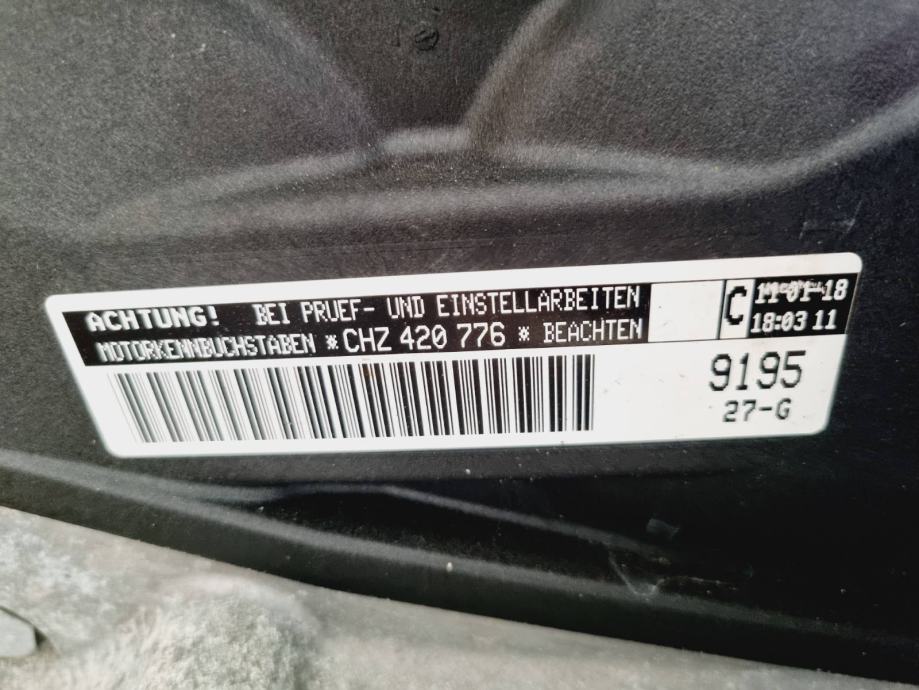 ACHTUNG! BEI PRUEF- UND EINSTELLARBEITEN
MOTORKENNBUCHSTABEN *CHZ 420 776 * BEACHTEN
C
11-01-18
18:03 11
9195
27-G